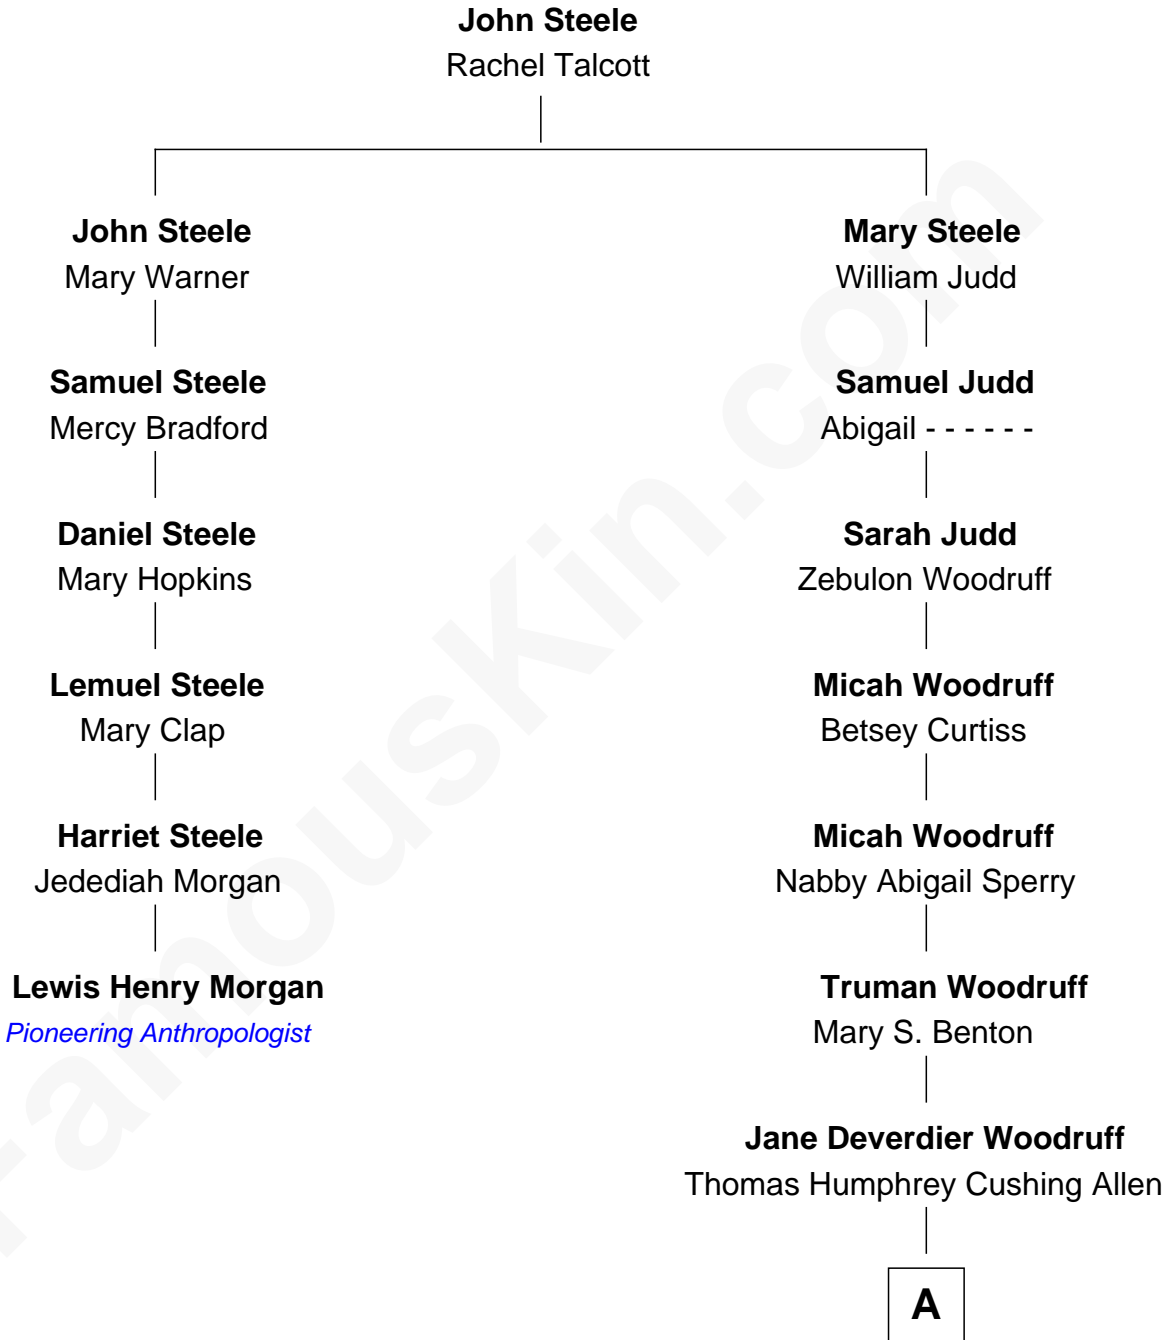 John Steele
Rachel Talcott
John Steele
Mary Warner
Samuel Steele
Mercy Bradford
Daniel Steele
Mary Hopkins
Lemuel Steele
Mary Clap
Harriet Steele
Jedediah Morgan
Lewis Henry Morgan
Pioneering Anthropologist
Mary Steele
William Judd
Samuel Judd
Abigail - - - - - -
Sarah Judd
Zebulon Woodruff
Micah Woodruff
Betsey Curtiss
Micah Woodruff
Nabby Abigail Sperry
Truman Woodruff
Mary S. Benton
Jane Deverdier Woodruff
Thomas Humphrey Cushing Allen
A
FamousKin.com